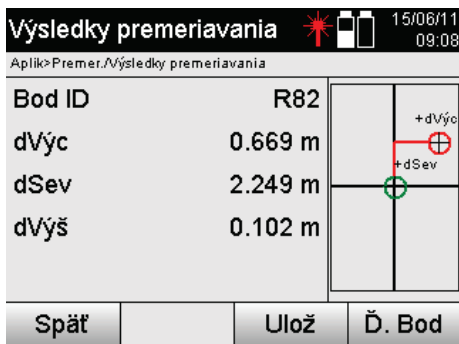 Výsledky premeriavania
15/06/11
09:08
Aplik>Premer./Výsledky premeriavania
Bod ID R82
dVýc 0.669 m
dSev 2.249 m
dVýš 0.102 m
+dVýc
+dSev
Späť Ulož Ď. Bod